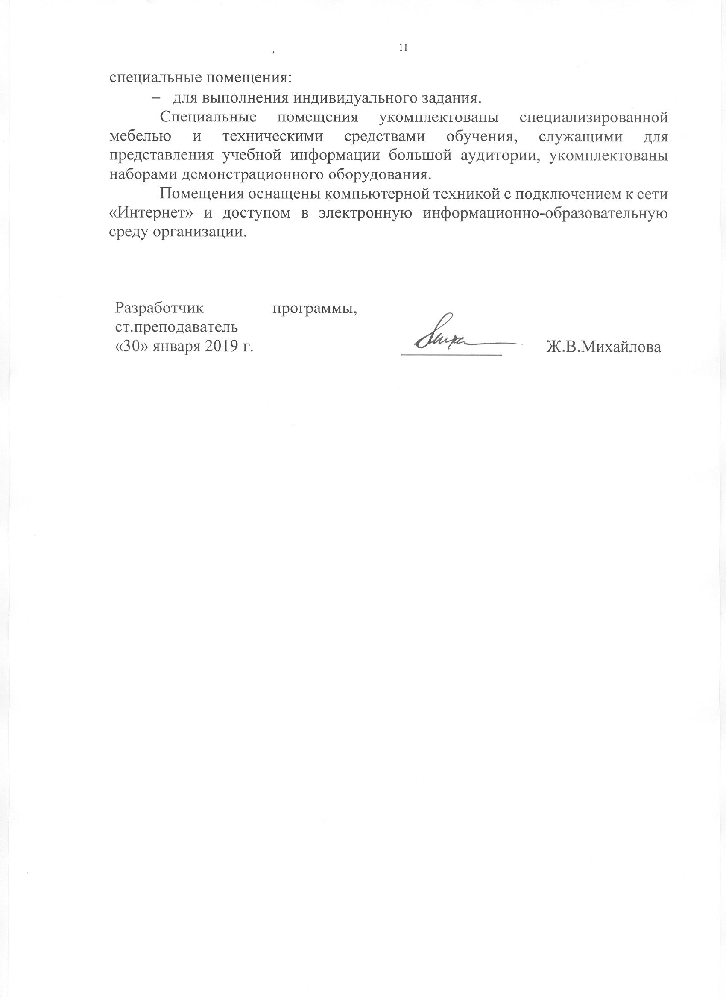 11
специальные помещения:
– для выполнения индивидуального задания.
Специальные помещения укомплектованы специализированной
мебелью и техническими средствами обучения, служащими для
представления учебной информации большой аудитории, укомплектованы
наборами демонстрационного оборудования.
Помещения оснащены компьютерной техникой с подключением к сети
«Интернет» и доступом в электронную информационно-образовательную
среду организации.
Разработчик программы,
ст.преподаватель
«30» января 2019 г. Ж.В.Михайлова